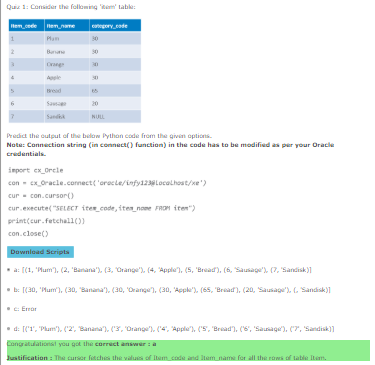 Quiz 1: Consider the following 'item' table:
item_code item_name category_code
1 Plum 30
2 Banana 30
3 Orange 30
4 Apple 30
5 Bread 65
6 Sausage 20
7 Sandisk NULL
Predict the output of the below Python code from the given options.
Note: Connection string (in connect() function) in the code has to be modified as per your Oracle
credentials.
import cx_Orcle
con = cx_Oracle.connect('oracle/infy123@localhost/xe')
cur = con.cursor()
cur.execute("SELECT item_code,item_name FROM item")
print(cur.fetchall())
con.close()
Download Scripts
a: [(1, 'Plum'), (2, 'Banana'), (3, 'Orange'), (4, 'Apple'), (5, 'Bread'), (6, 'Sausage'), (7, 'Sandisk')]
b: [(30, 'Plum'), (30, 'Banana'), (30, 'Orange'), (30, 'Apple'), (65, 'Bread'), (20, 'Sausage'), (, 'Sandisk')]
c: Error
d: [('1', 'Plum'), ('2', 'Banana'), ('3', 'Orange'), ('4', 'Apple'), ('5', 'Bread'), ('6', 'Sausage'), ('7', 'Sandisk')]
Congratulations! you got the correct answer : a
Justification : The cursor fetches the values of Item_code and Item_name for all the rows of table Item.